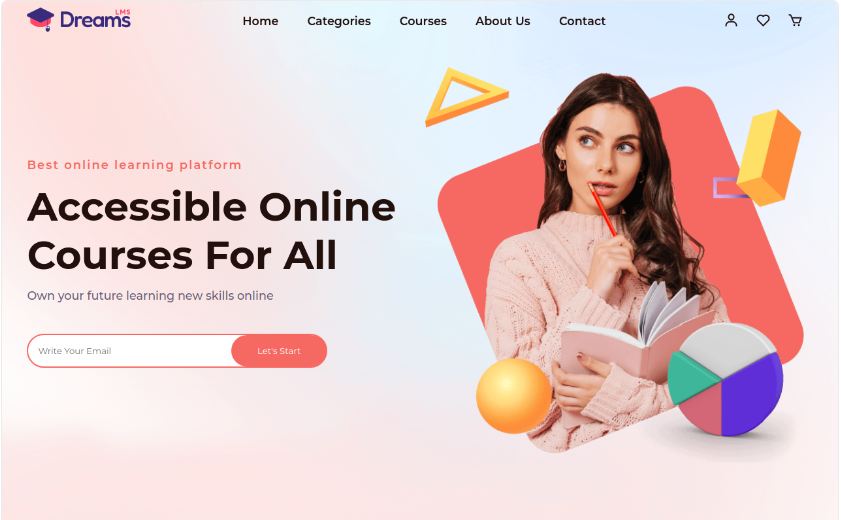 Dreams LMS
Home Categories Courses About Us Contact
Best online learning platform
Accessible Online
Courses For All
Own your future learning new skills online
Write Your Email Let's Start